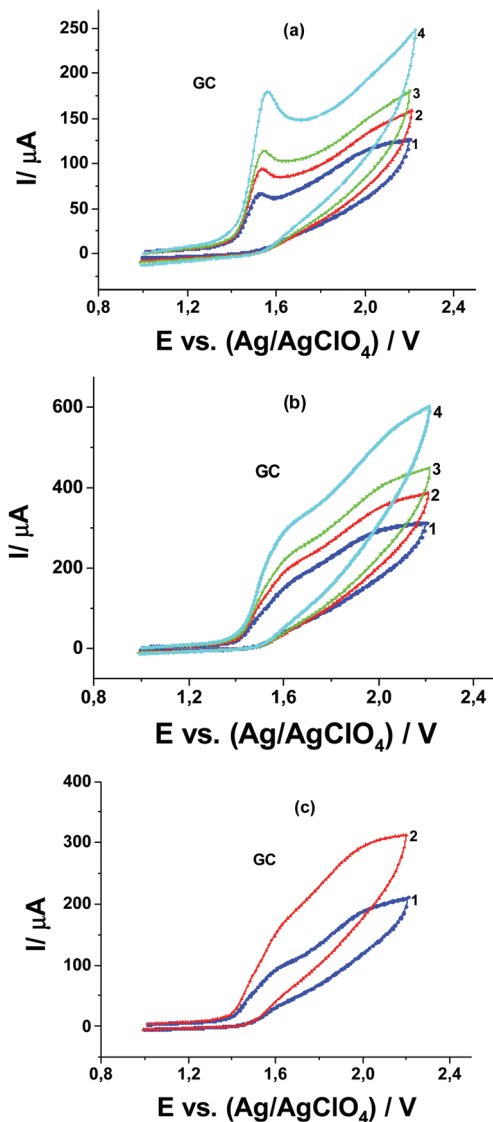 (a)
GC
250
200
150
100
50
0
I/ μA
4
3
2
1
0,8 1,2 1,6 2,0 2,4
E vs. (Ag/AgClO₄) / V
(b)
GC
600
400
200
0
I/ μA
4
3
2
1
0,8 1,2 1,6 2,0 2,4
E vs. (Ag/AgClO₄) / V
(c)
GC
400
300
200
100
0
I/ μA
2
1
0,8 1,2 1,6 2,0 2,4
E vs. (Ag/AgClO₄) / V